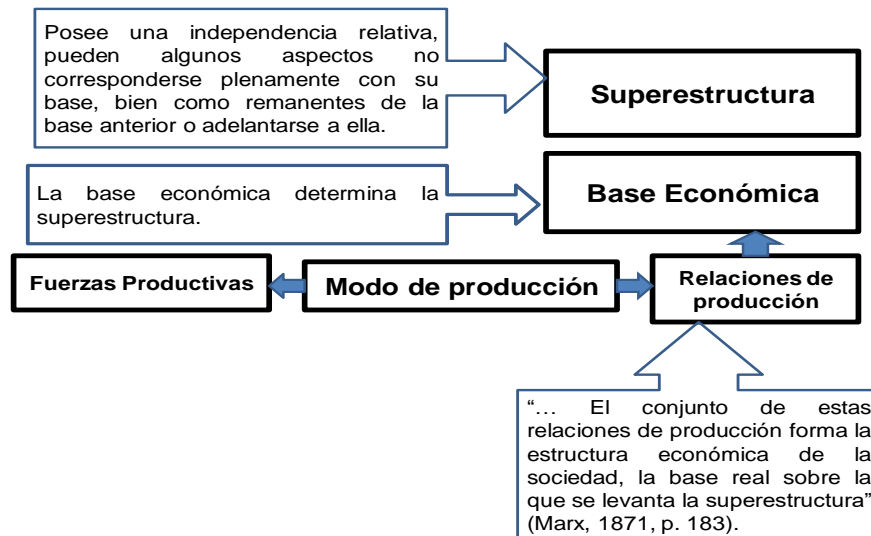 Posee una independencia relativa,
pueden algunos aspectos no
corresponderse plenamente con su
base, bien como remanentes de la
base anterior o adelantarse a ella.
Superestructura
La base económica determina la
superestructura.
Base Económica
Fuerzas Productivas
Modo de producción
Relaciones de
producción
“... El conjunto de estas
relaciones de producción forma la
estructura económica de la
sociedad, la base real sobre la
que se levanta la superestructura”
(Marx, 1871, p. 183).